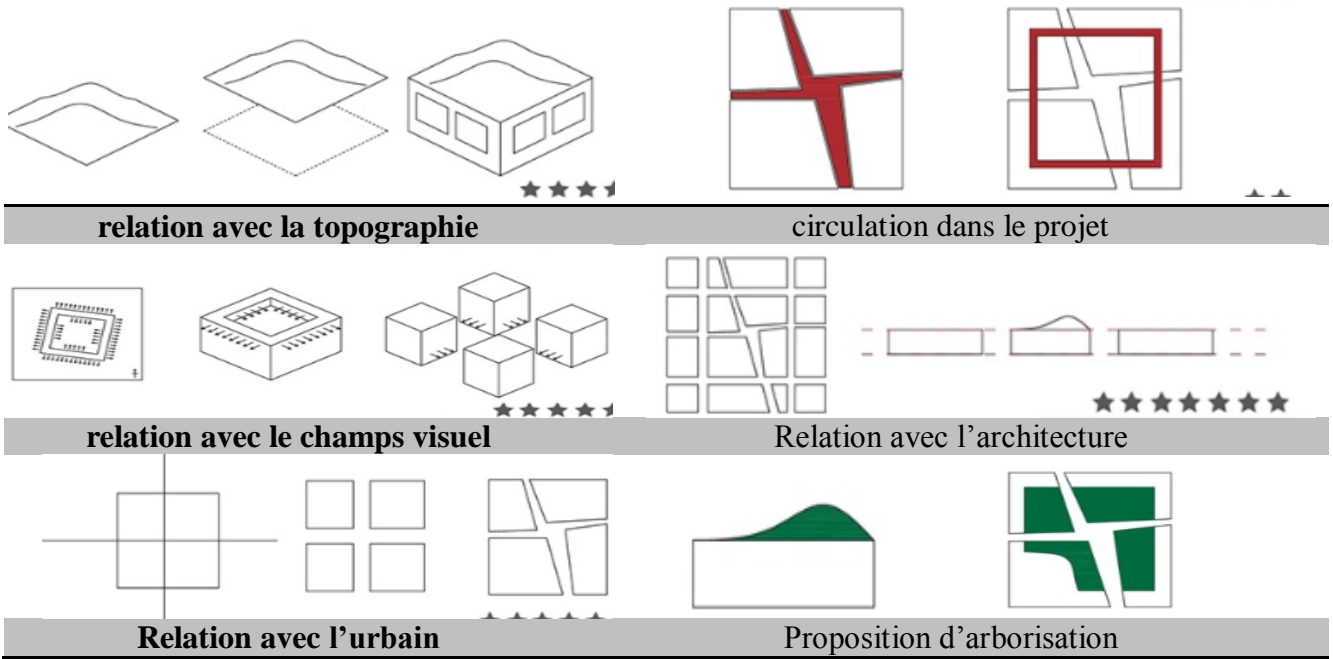 relation avec la topographie
circulation dans le projet
relation avec le champs visuel
Relation avec l’architecture
Relation avec l’urbain
Proposition d’arborisation